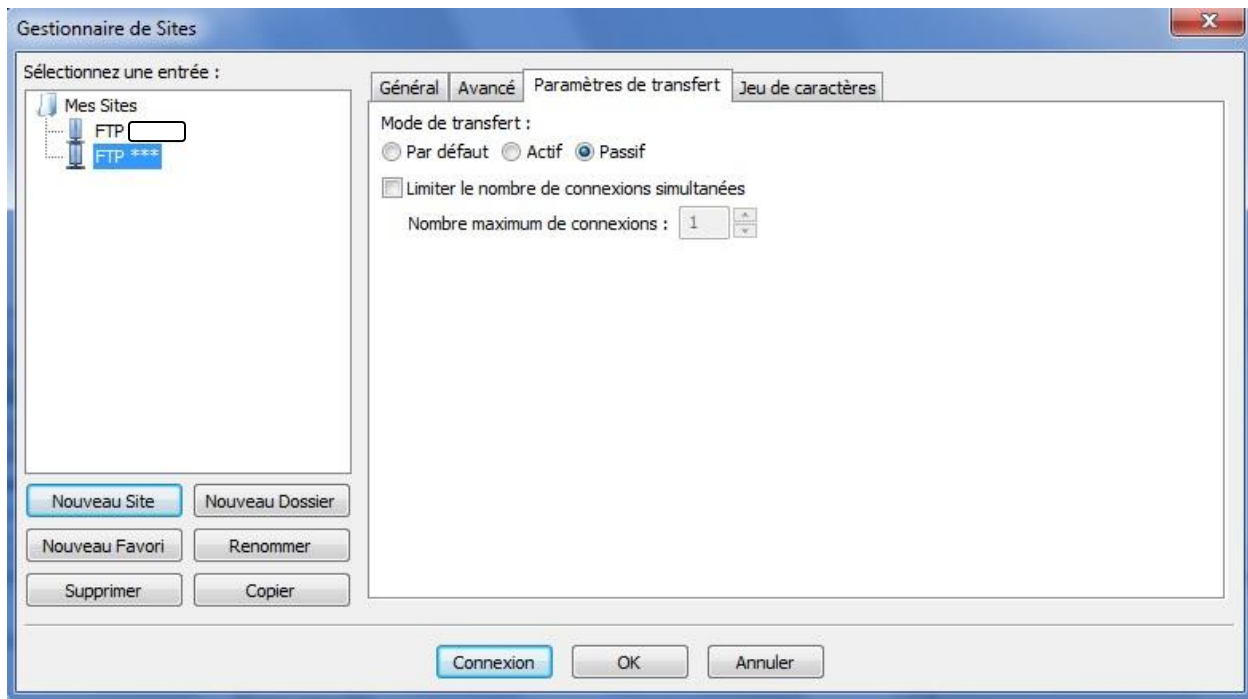 Gestionnaire de Sites
Sélectionnez une entrée :
Mes Sites
FTP
FTP ***
Nouveau Site
Nouveau Dossier
Nouveau Favori
Renommer
Supprimer
Copier
Général
Avancé
Paramètres de transfert
Jeu de caractères
Mode de transfert :
Par défaut
Actif
Passif
Limiter le nombre de connexions simultanées
Nombre maximum de connexions : 1
Connexion
OK
Annuler